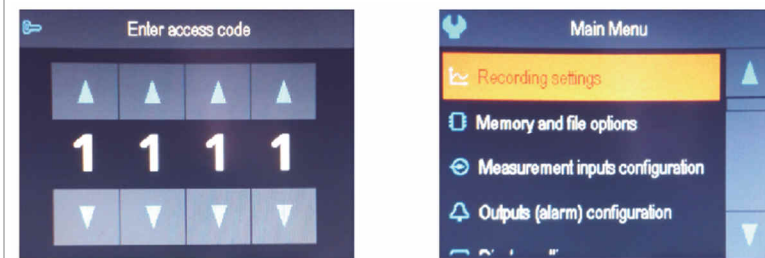 Enter access code
1 1 1 1
Main Menu
Recording settings
Memory and file options
Measurement inputs configuration
Outputs (alarm) configuration